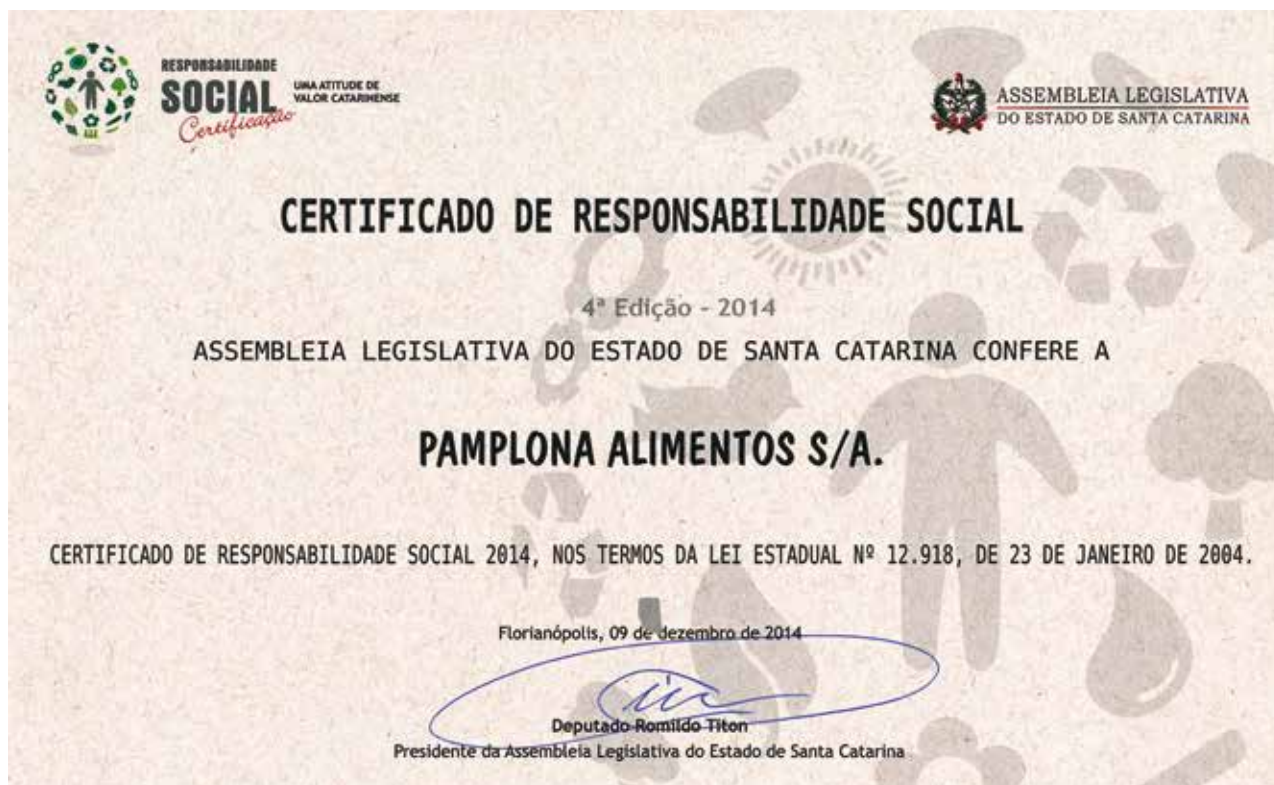 RESPONSABILIDADE
SOCIAL
Certificação
UMA ATITUDE DE
VALOR CATARINENSE
ASSEMBLEIA LEGISLATIVA
DO ESTADO DE SANTA CATARINA
CERTIFICADO DE RESPONSABILIDADE SOCIAL
4ª Edição - 2014
ASSEMBLEIA LEGISLATIVA DO ESTADO DE SANTA CATARINA CONFERE A
PAMPLONA ALIMENTOS S/A.
CERTIFICADO DE RESPONSABILIDADE SOCIAL 2014, NOS TERMOS DA LEI ESTADUAL Nº 12.918, DE 23 DE JANEIRO DE 2004.
Florianópolis, 09 de dezembro de 2014
Deputado Romildo Titon
Presidente da Assembleia Legislativa do Estado de Santa Catarina